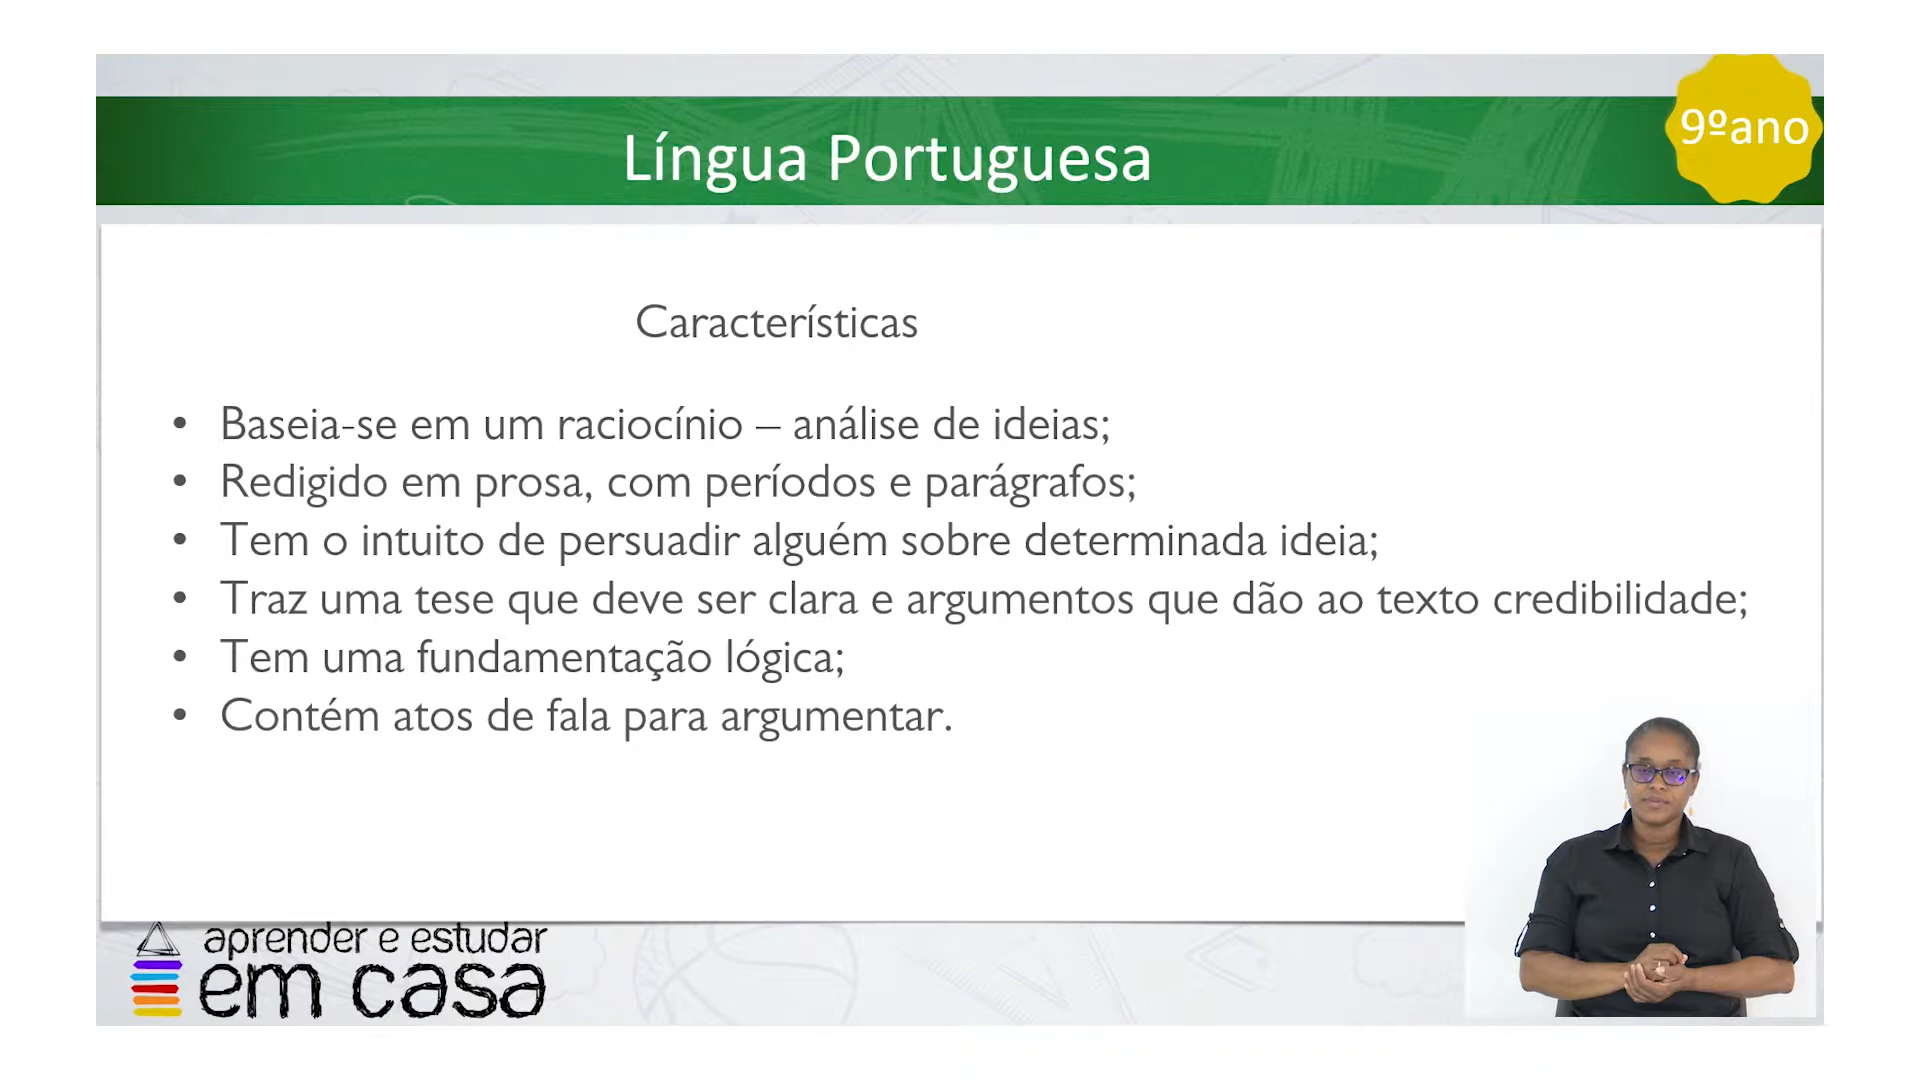 Língua Portuguesa
9ºano
Características
• Baseia-se em um raciocínio – análise de ideias;
• Redigido em prosa, com períodos e parágrafos;
• Tem o intuito de persuadir alguém sobre determinada ideia;
• Traz uma tese que deve ser clara e argumentos que dão ao texto credibilidade;
• Tem uma fundamentação lógica;
• Contém atos de fala para argumentar.
aprender e estudar
em casa